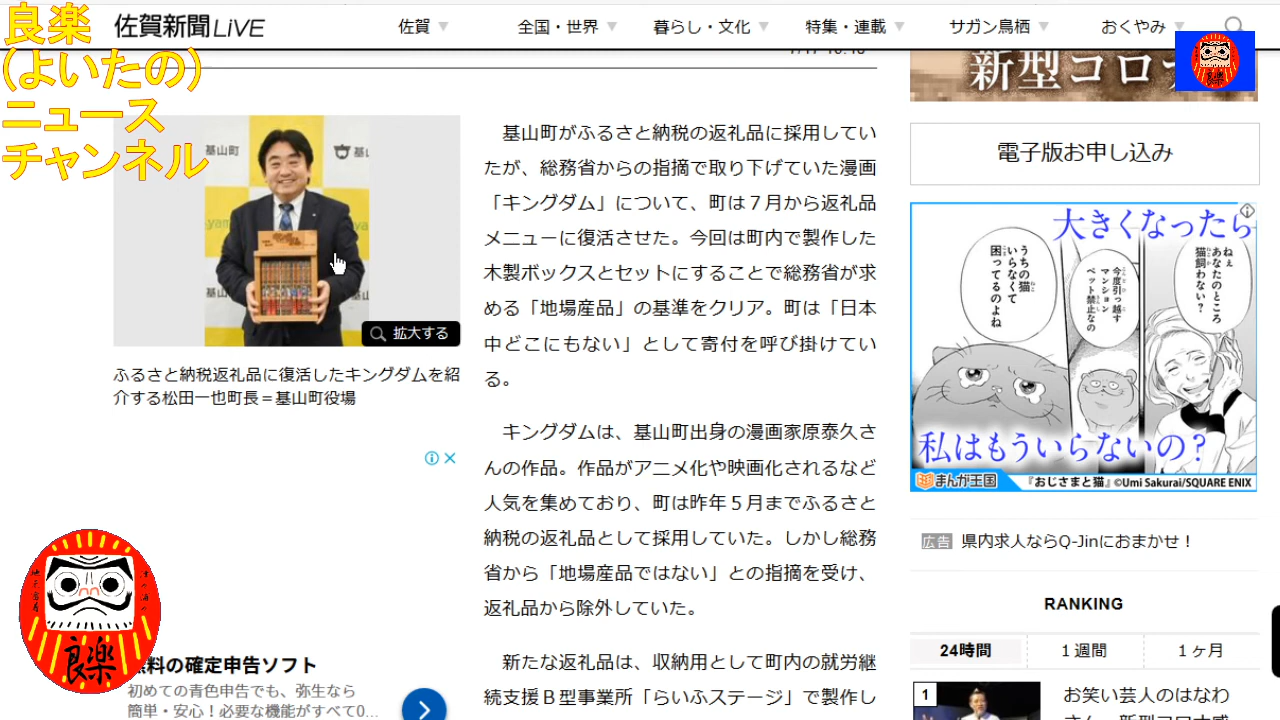 良楽
(よいたの)
ニュース
チャンネル
佐賀新聞LiVE
佐賀
全国・世界
暮らし・文化
特集・連載
サガン鳥栖
おくやみ
良楽
新型コロナ
基山町
拡大する
ふるさと納税返礼品に復活したキングダムを紹
介する松田一也町長＝基山町役場
基山町がふるさと納税の返礼品に採用してい
たが、総務省からの指摘で取り下げていた漫画
「キングダム」について、町は７月から返礼品
メニューに復活させた。今回は町内で製作した
木製ボックスとセットにすることで総務省が求
める「地場産品」の基準をクリア。町は「日本
中どこにもない」として寄付を呼び掛けてい
る。
キングダムは、基山町出身の漫画家原泰久さ
んの作品。作品がアニメ化や映画化されるなど
人気を集めており、町は昨年５月までふるさと
納税の返礼品として採用していた。しかし総務
省から「地場産品ではない」との指摘を受け、
返礼品から除外していた。
新たな返礼品は、収納用として町内の就労継
続支援Ｂ型事業所「らいふステージ」で製作し
電子版お申し込み
大きくなったら
ねぇ
あなたのところ
猫飼わない？
今度引っ越す
マンション
ペット禁止なの
うちの猫
いらなくて
困ってるのよね
私はもういらないの？
まんが王国
『おじさまと猫』©Umi Sakurai/SQUARE ENIX
広告
県内求人ならQ-Jinにおまかせ！
RANKING
24時間
１週間
１ヶ月
1
お笑い芸人のはなわ
良楽
無料の確定申告ソフト
初めての青色申告でも、弥生なら
簡単・安心！必要な機能がすべて0...